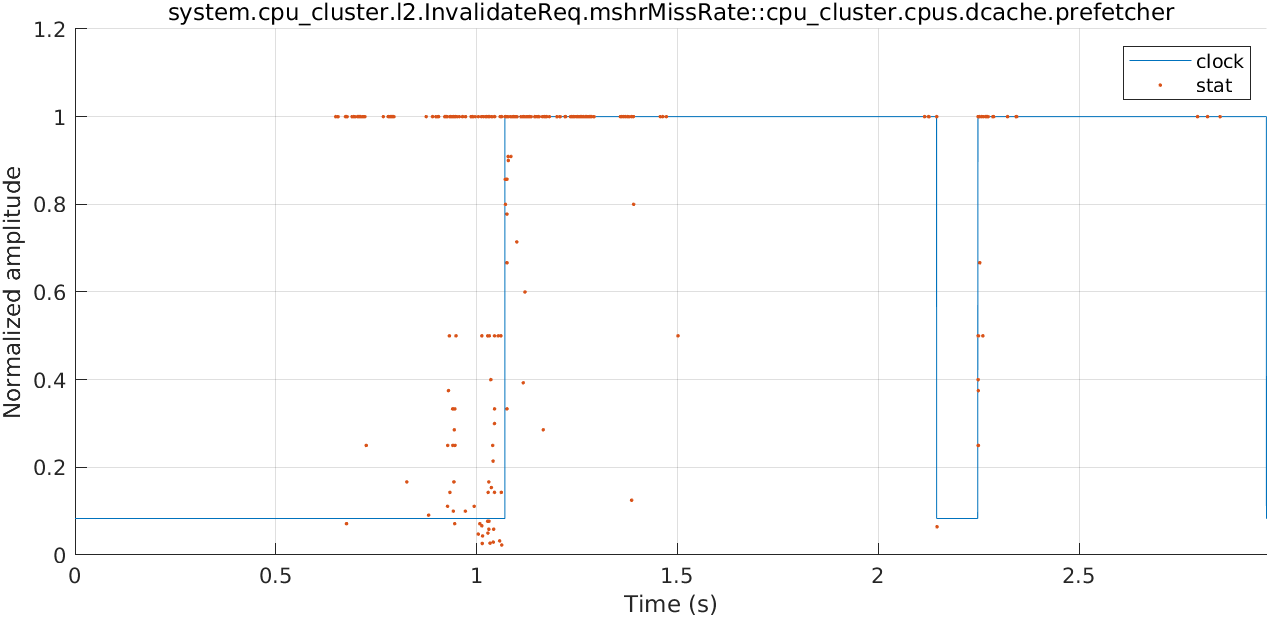 system.cpu_cluster.l2.InvalidateReq.mshrMissRate::cpu_cluster.cpus.dcache.prefetcher
1.2
clock
stat
1
0.8
0.6
0.4
0.2
0
Normalized amplitude
0
0.5
1
1.5
2
2.5
Time (s)